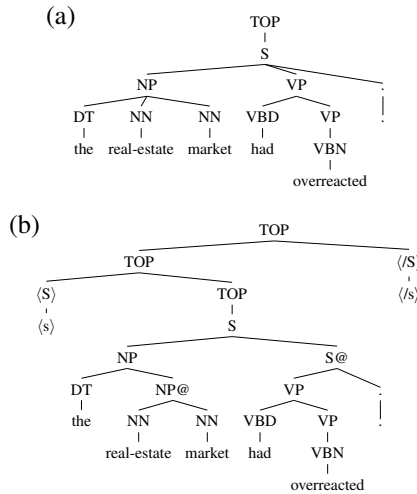 (a)
TOP
S
NP VP .
DT NN NN VBD VP .
the real-estate market had VBN
overreacted
(b)
TOP
TOP ⟨/S⟩
⟨S⟩ TOP ⟨/s⟩
⟨s⟩ S
NP S@
DT NP@ VP .
the NN NN VBD VP .
real-estate market had VBN
overreacted